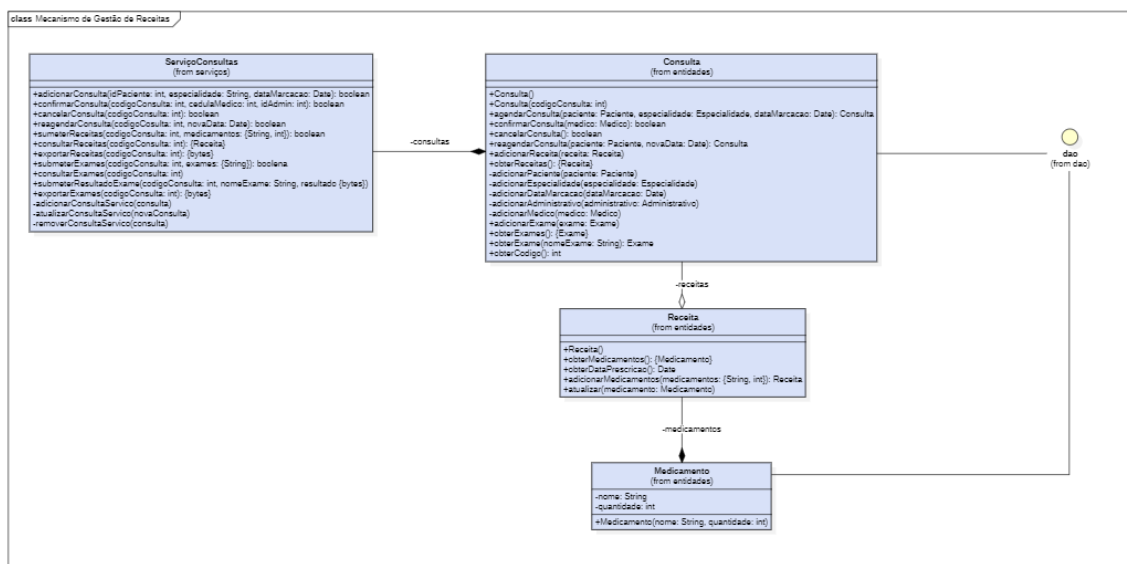 class Mecanismo de Gestão de Receitas
ServiçoConsultas
(from serviços)
+adicionarConsulta(idPaciente: int, especialidade: String, dataMarcacao: Date): boolean
+confirmarConsulta(codigoConsulta: int, cedulaMedico: int, idAdmin: int): boolean
+cancelarConsulta(codigoConsulta: int): boolean
+reagendarConsulta(codigoCosulta: int, novaData: Date): boolean
+sumeterReceitas(codigoConsulta: int, medicamentos: {String, int}): boolean
+consultarReceitas(codigoConsulta: int): {Receita}
+exportarReceitas(codigoConsulta: int): {bytes}
+submeterExames(codigoConsulta: int, exames: {String}): boolena
+consultarExames(codigoConsulta: int)
+submeterResultadoExame(codigoConsulta: int, nomeExame: String, resultado {bytes})
+exportarExames(codigoConsulta: int): {bytes}
-adicionarConsultaServico(consulta)
-atualizarConsultaServico(novaConsulta)
-removerConsultaServico(consulta)
-consultas
Consulta
(from entidades)
+Consulta()
+Consulta(codigoConsulta: int)
+agendarConsulta(paciente: Paciente, especialidade: Especialidade, dataMarcacao: Date): Consulta
+confirmarConsulta(medico: Medico): boolean
+cancelarConsulta(): boolean
+reagendarConsulta(paciente: Paciente, novaData: Date): Consulta
+adicionarReceita(receita: Receita)
+obterReceitas(): {Receita}
-adicionarPaciente(paciente: Paciente)
-adicionarEspecialidade(especialidade: Especialidade)
-adicionarDataMarcacao(dataMarcacao: Date)
-adicionarAdministrativo(administrativo: Administrativo)
-adicionarMedico(medico: Medico)
+adicionarExame(exame: Exame)
+obterExames(): {Exame}
+obterExame(nomeExame: String): Exame
+obterCodigo(): int
dao
(from dao)
-receitas
Receita
(from entidades)
+Receita()
+obterMedicamentos(): {Medicamento}
+obterDataPrescricao(): Date
+adicionarMedicamentos(medicamentos: {String, int}): Receita
+atualizar(medicamento: Medicamento)
-medicamentos
Medicamento
(from entidades)
-nome: String
-quantidade: int
+Medicamento(nome: String, quantidade: int)